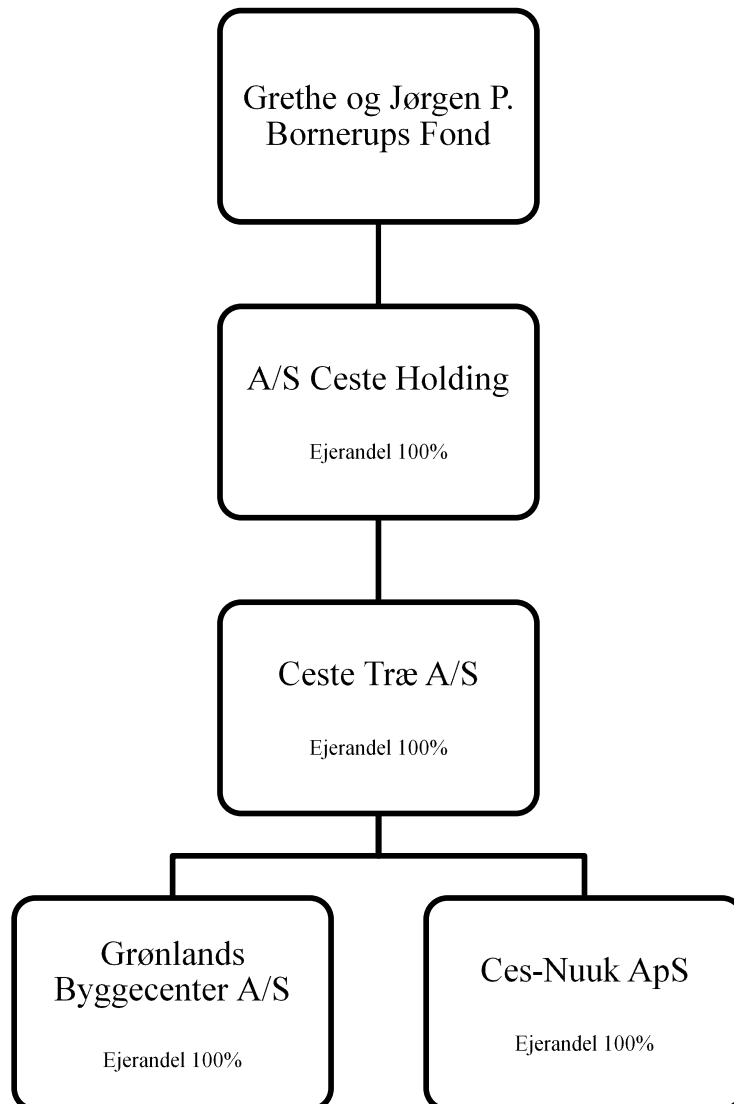 Grethe og Jørgen P.
Bornerups Fond
A/S Ceste Holding
Ejerandel 100%
Ceste Træ A/S
Ejerandel 100%
Grønlands
Byggecenter A/S
Ejerandel 100%
Ces-Nuuk ApS
Ejerandel 100%